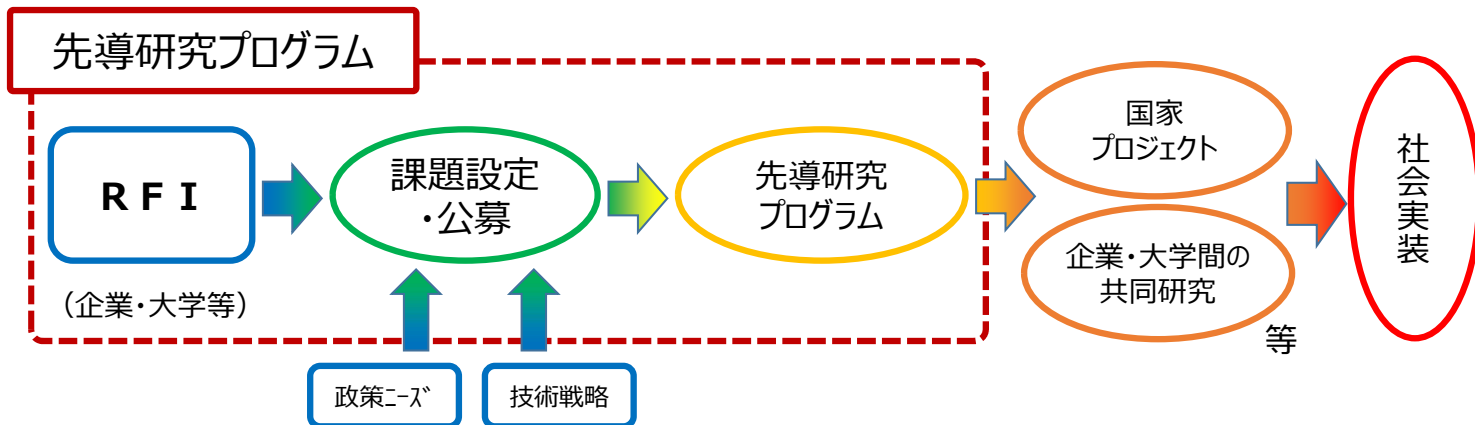 先導研究プログラム
ＲＦＩ
（企業・大学等）
課題設定
・公募
政策ﾆｰｽﾞ
技術戦略
先導研究
プログラム
国家
プロジェクト
企業・大学間の
共同研究
等
社会実装